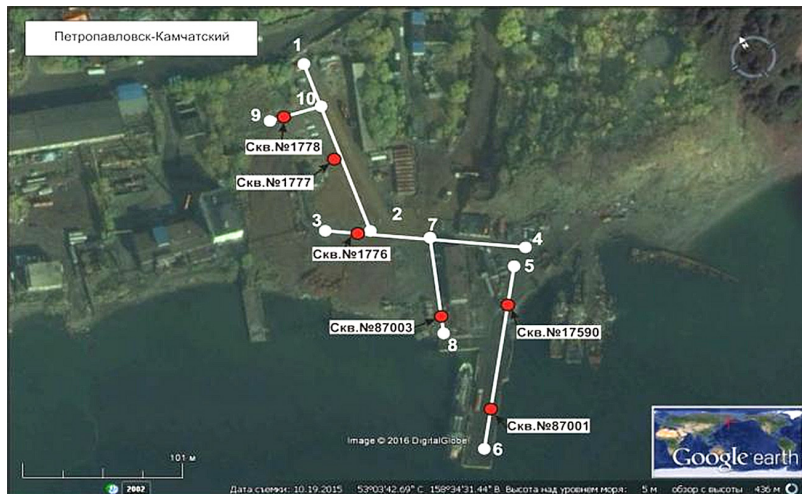 Петропавловск-Камчатский
1
10
9
Скв.№1778
Скв.№1777
3
2
7
4
Скв.№1776
5
Скв.№87003
Скв.№17590
8
Скв.№87001
6
Image © 2016 DigitalGlobe
Google earth
101 м
2002
Дата съемки: 10.19.2015 53°03'42.69" С 158°34'31.44" В Высота над уровнем моря: 5 м обзор с высоты 436 м